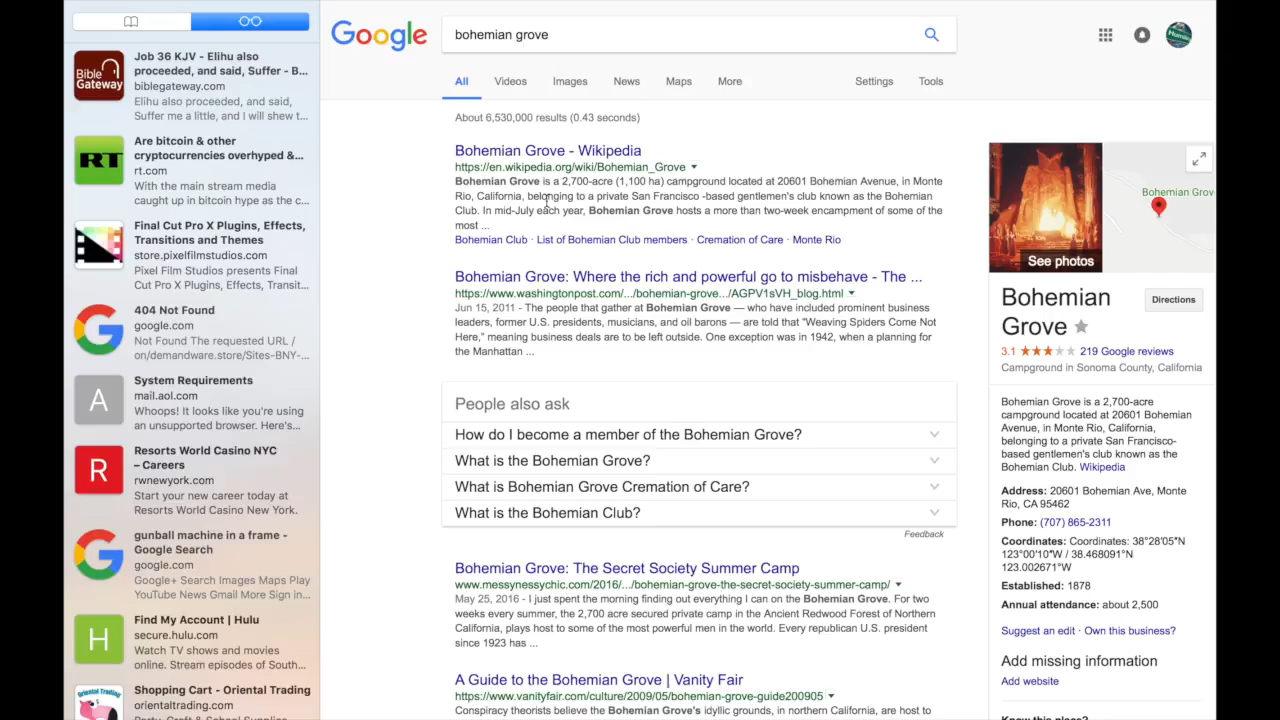 Job 36 KJV - Elihu also
proceeded, and said, Suffer - B...
biblegateway.com
Elihu also proceeded, and said,
Suffer me a little, and I will shew t...
Bible
Gateway
Are bitcoin & other
cryptocurrencies overhyped &...
rt.com
With the main stream media
caught up in bitcoin hype as the c...
RT
Final Cut Pro X Plugins, Effects,
Transitions and Themes
store.pixelfilmstudios.com
Pixel Film Studios presents Final
Cut Pro X Plugins, Effects, Transit...
404 Not Found
google.com
Not Found The requested URL /
on/demandware.store/Sites-BNY-
G
System Requirements
mail.aol.com
Whoops! It looks like you're using
an unsupported browser. Here's...
A
Resorts World Casino NYC
– Careers
rwnewyork.com
Start your new career today at
Resorts World Casino New York.
R
gunball machine in a frame -
Google Search
google.com
Google+ Search Images Maps Play
YouTube News Gmail More Sign in...
G
Find My Account | Hulu
secure.hulu.com
Watch TV shows and movies
online. Stream episodes of South...
H
Shopping Cart - Oriental Trading
orientaltrading.com
Party, Craft & School Supplies
Oriental Trading
Google
bohemian grove
All Videos Images News Maps More Settings Tools
About 6,530,000 results (0.43 seconds)
Bohemian Grove - Wikipedia
https://en.wikipedia.org/wiki/Bohemian_Grove
Bohemian Grove is a 2,700-acre (1,100 ha) campground located at 20601 Bohemian Avenue, in Monte
Rio, California, belonging to a private San Francisco -based gentlemen's club known as the Bohemian
Club. In mid-July each year, Bohemian Grove hosts a more than two-week encampment of some of the
most ...
Bohemian Club · List of Bohemian Club members · Cremation of Care · Monte Rio
Bohemian Grove: Where the rich and powerful go to misbehave - The ...
https://www.washingtonpost.com/.../bohemian-grove.../AGPV1sVH_blog.html
Jun 15, 2011 - The people that gather at Bohemian Grove — who have included prominent business
leaders, former U.S. presidents, musicians, and oil barons — are told that "Weaving Spiders Come Not
Here," meaning business deals are to be left outside. One exception was in 1942, when a planning for
the Manhattan ...
People also ask
How do I become a member of the Bohemian Grove?
What is the Bohemian Grove?
What is Bohemian Grove Cremation of Care?
What is the Bohemian Club?
Feedback
Bohemian Grove: The Secret Society Summer Camp
www.messynessychic.com/2016/.../bohemian-grove-the-secret-society-summer-camp/
May 25, 2016 - I just spent the morning finding out everything I can on the Bohemian Grove. For two
weeks every summer, the 2,700 acre secured private camp in the Ancient Redwood Forest of Northern
California, plays host to some of the most powerful men in the world. Every republican U.S. president
since 1923 has ...
A Guide to the Bohemian Grove | Vanity Fair
https://www.vanityfair.com/culture/2009/05/bohemian-grove-guide200905
Conspiracy theorists believe the Bohemian Grove's idyllic grounds, in northern California, are host to
See photos
Bohemian Grov
Bohemian
Grove
Directions
3.1 219 Google reviews
Campground in Sonoma County, California
Bohemian Grove is a 2,700-acre
campground located at 20601 Bohemian
Avenue, in Monte Rio, California,
belonging to a private San Francisco-
based gentlemen's club known as the
Bohemian Club. Wikipedia
Address: 20601 Bohemian Ave, Monte
Rio, CA 95462
Phone: (707) 865-2311
Coordinates: Coordinates: 38°28′05″N
123°00′10″W / 38.468091°N
123.002671°W
Established: 1878
Annual attendance: about 2,500
Suggest an edit · Own this business?
Add missing information
Add website
Know this place?